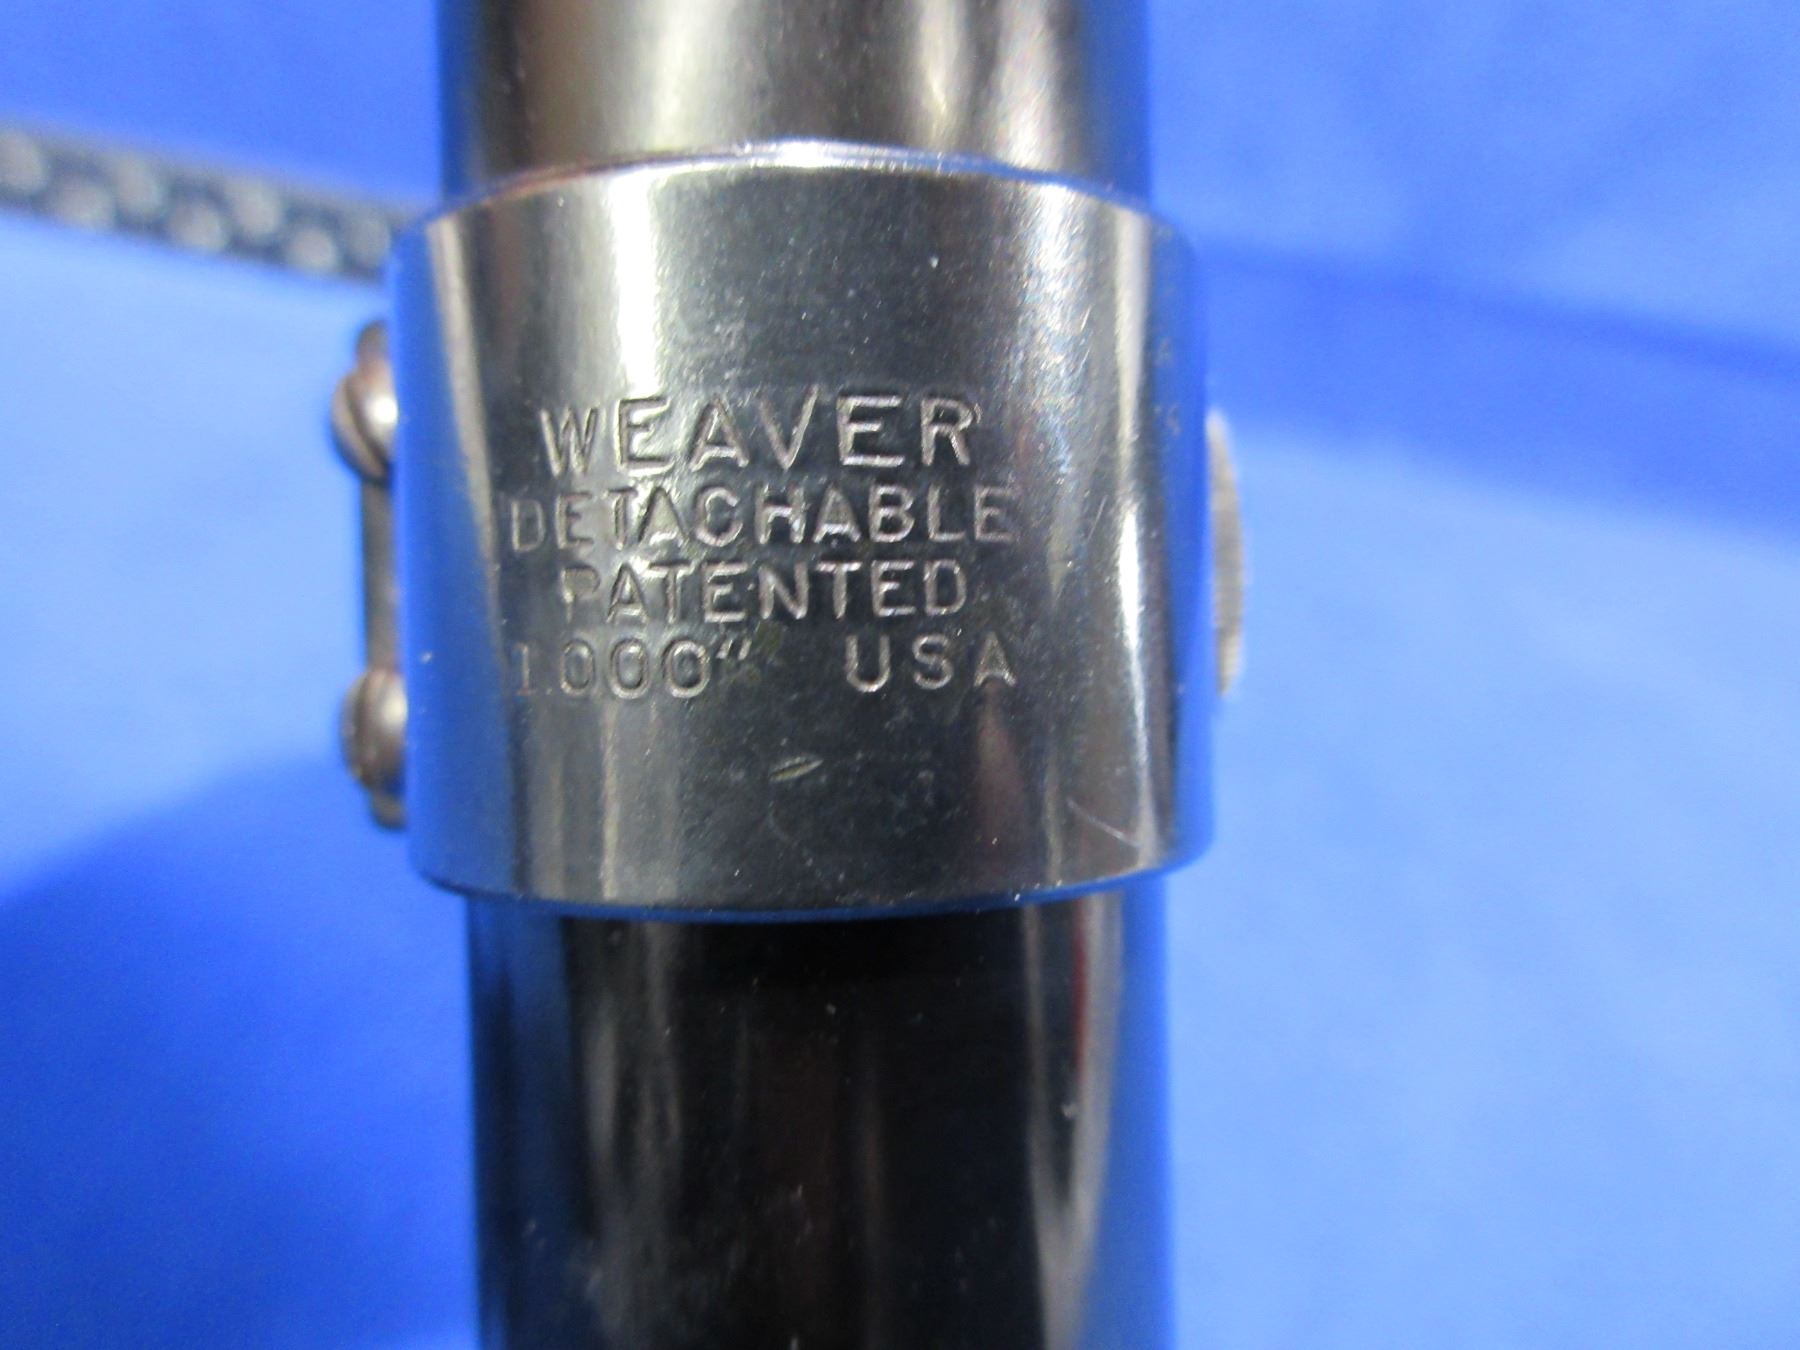 WEAVER
DETACHABLE
PATENTED
1.000" USA